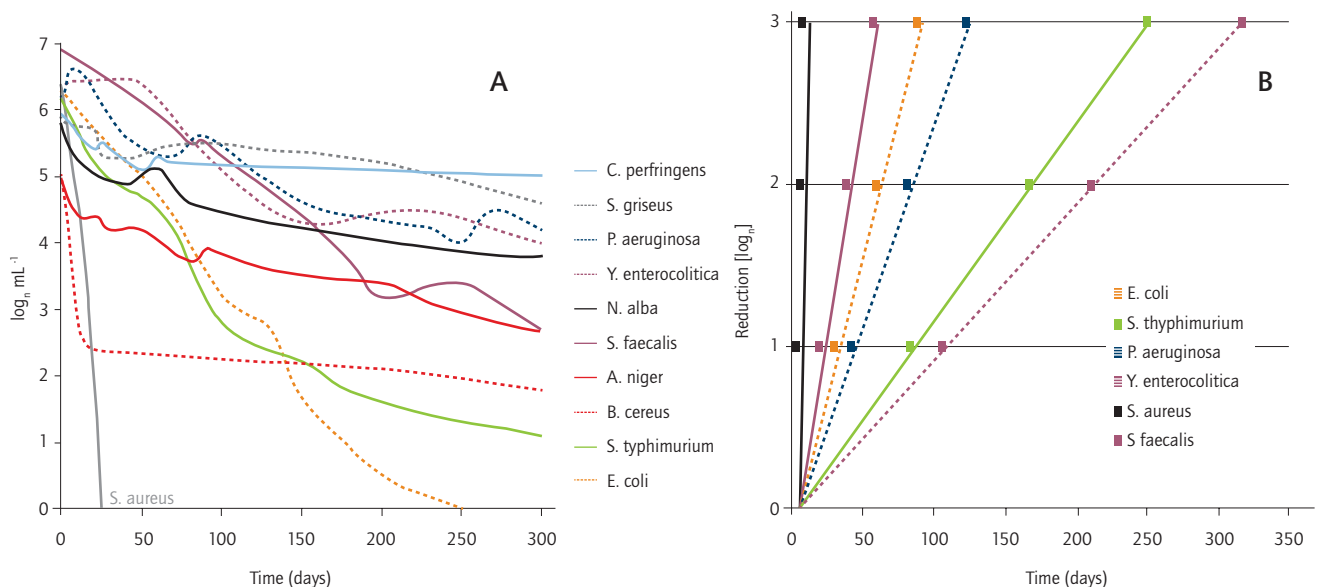 A
7
6
5
4
3
2
1
0
logₙ mL⁻¹
S. aureus
0
50
100
150
200
250
300
Time (days)
C. perfringens
S. griseus
P. aeruginosa
Y. enterocolitica
N. alba
S. faecalis
A. niger
B. cereus
S. typhimurium
E. coli
B
3
2
1
0
Reduction [logₙ]
E. coli
S. thyphimurium
P. aeruginosa
Y. enterocolitica
S. aureus
S faecalis
0
50
100
150
200
250
300
350
Time (days)